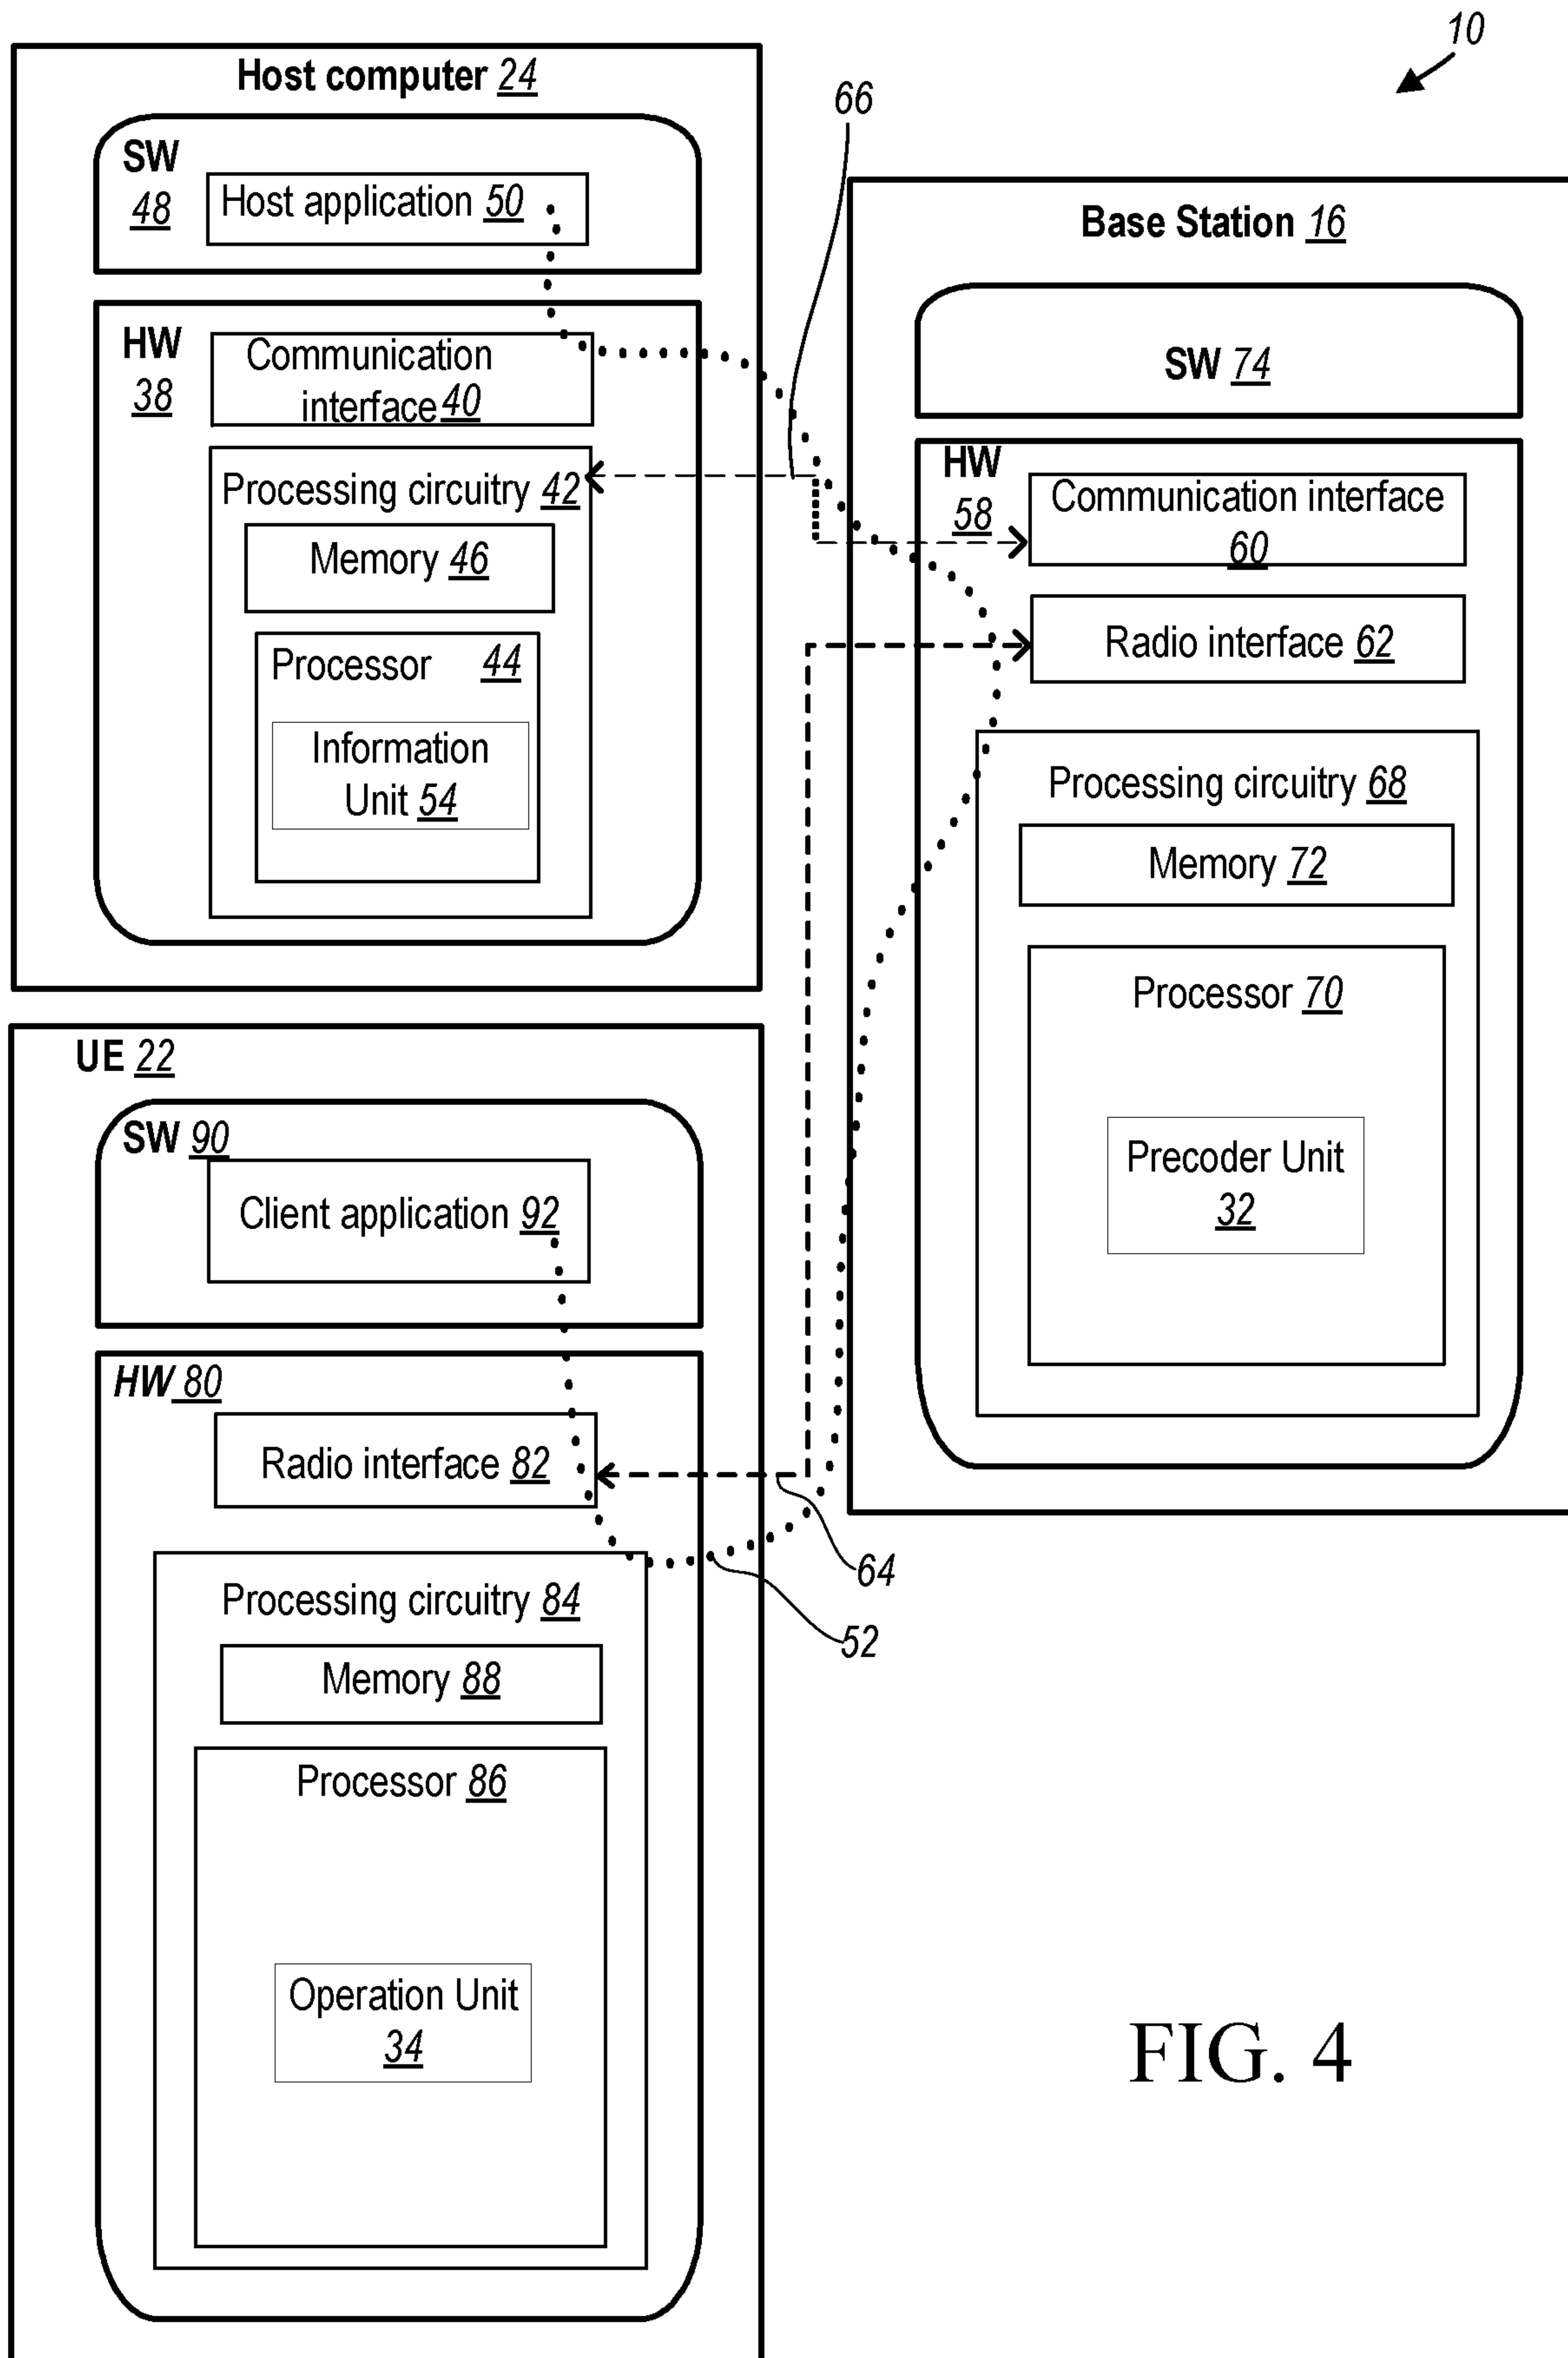 10
Host computer 24
66
SW
48
Host application 50
Base Station 16
HW
38
Communication
interface 40
SW 74
Processing circuitry 42
Memory 46
Processor 44
Information
Unit 54
HW
58
Communication interface
60
Radio interface 62
Processing circuitry 68
Memory 72
Processor 70
Precoder Unit
32
UE 22
SW 90
Client application 92
HW 80
Radio interface 82
64
52
Processing circuitry 84
Memory 88
Processor 86
Operation Unit
34
FIG. 4